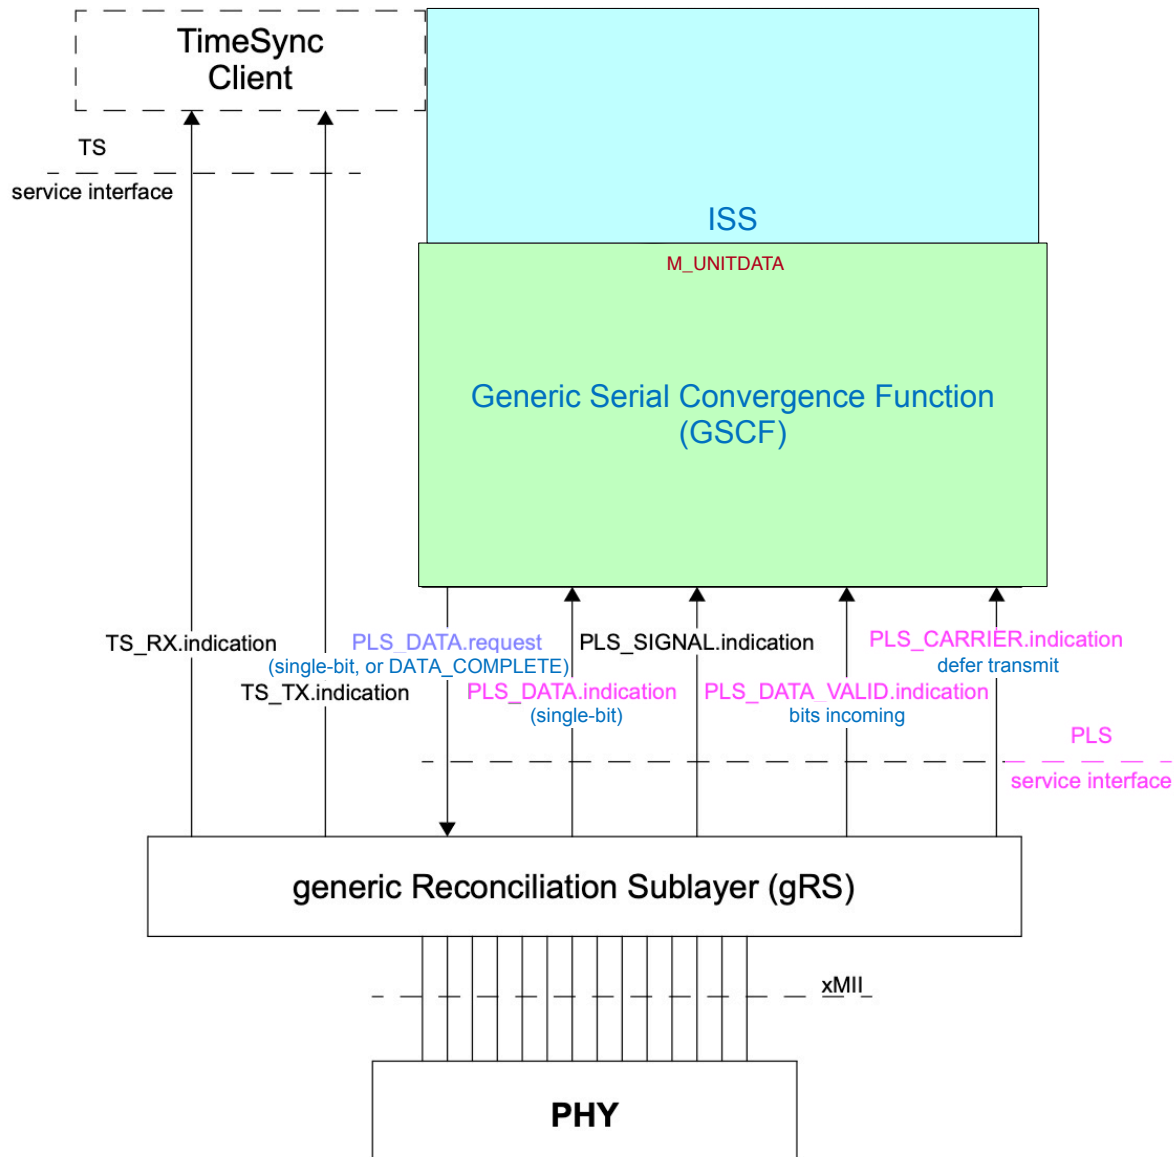 TimeSync
Client
TS
service interface
ISS
M_UNITDATA
Generic Serial Convergence Function
(GSCF)
TS_RX.indication
PLS_DATA.request
(single-bit, or DATA_COMPLETE)
TS_TX.indication
PLS_SIGNAL.indication
PLS_CARRIER.indication
defer transmit
PLS_DATA.indication
(single-bit)
PLS_DATA_VALID.indication
bits incoming
PLS
service interface
generic Reconciliation Sublayer (gRS)
xMII
PHY